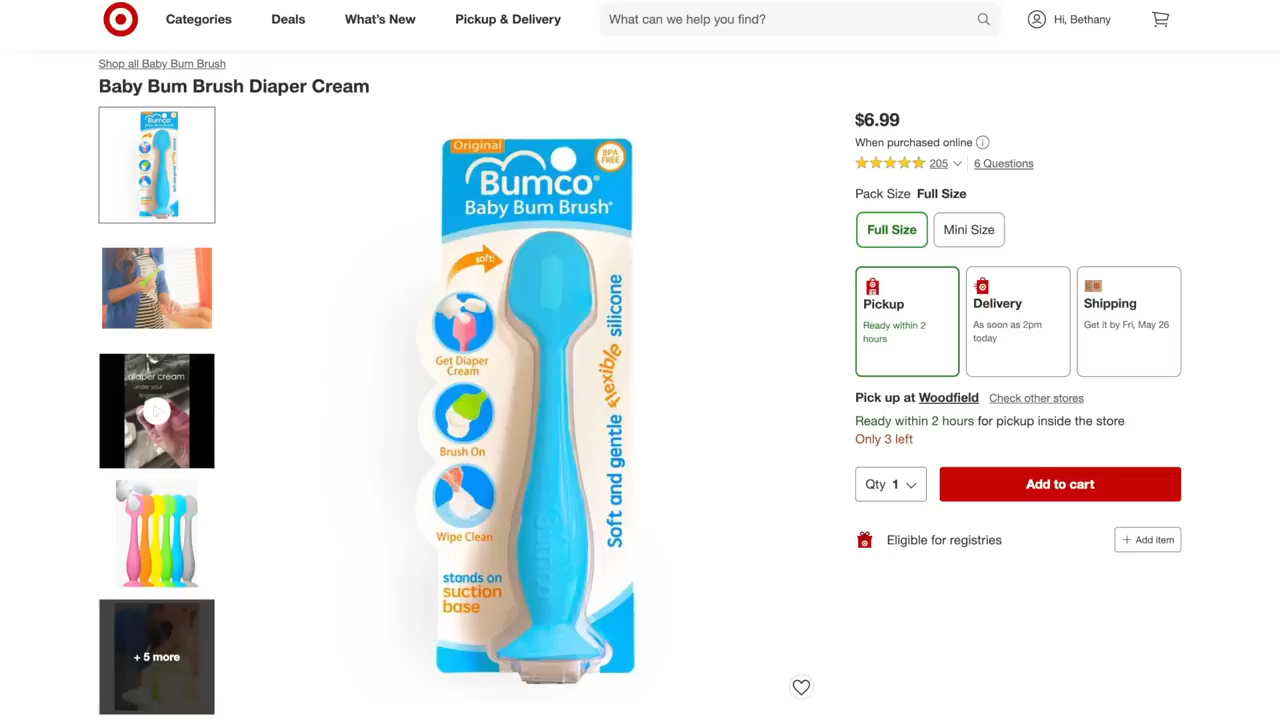 Categories
Deals
What's New
Pickup & Delivery
What can we help you find?
Hi, Bethany
Shop all Baby Bum Brush
Baby Bum Brush Diaper Cream
diaper cream
under your
+ 5 more
Original
BPA
FREE
Bumco®
Baby Bum Brush®
soft!
Get Diaper
Cream
Brush On
Wipe Clean
stands on
suction
base
Soft and gentle flexible silicone
Bumco
$6.99
When purchased online
205
6 Questions
Pack Size Full Size
Full Size
Mini Size
Pickup
Ready within 2
hours
Delivery
As soon as 2pm
today
Shipping
Get it by Fri, May 26
Pick up at Woodfield Check other stores
Ready within 2 hours for pickup inside the store
Only 3 left
Qty 1
Add to cart
Eligible for registries
+ Add item